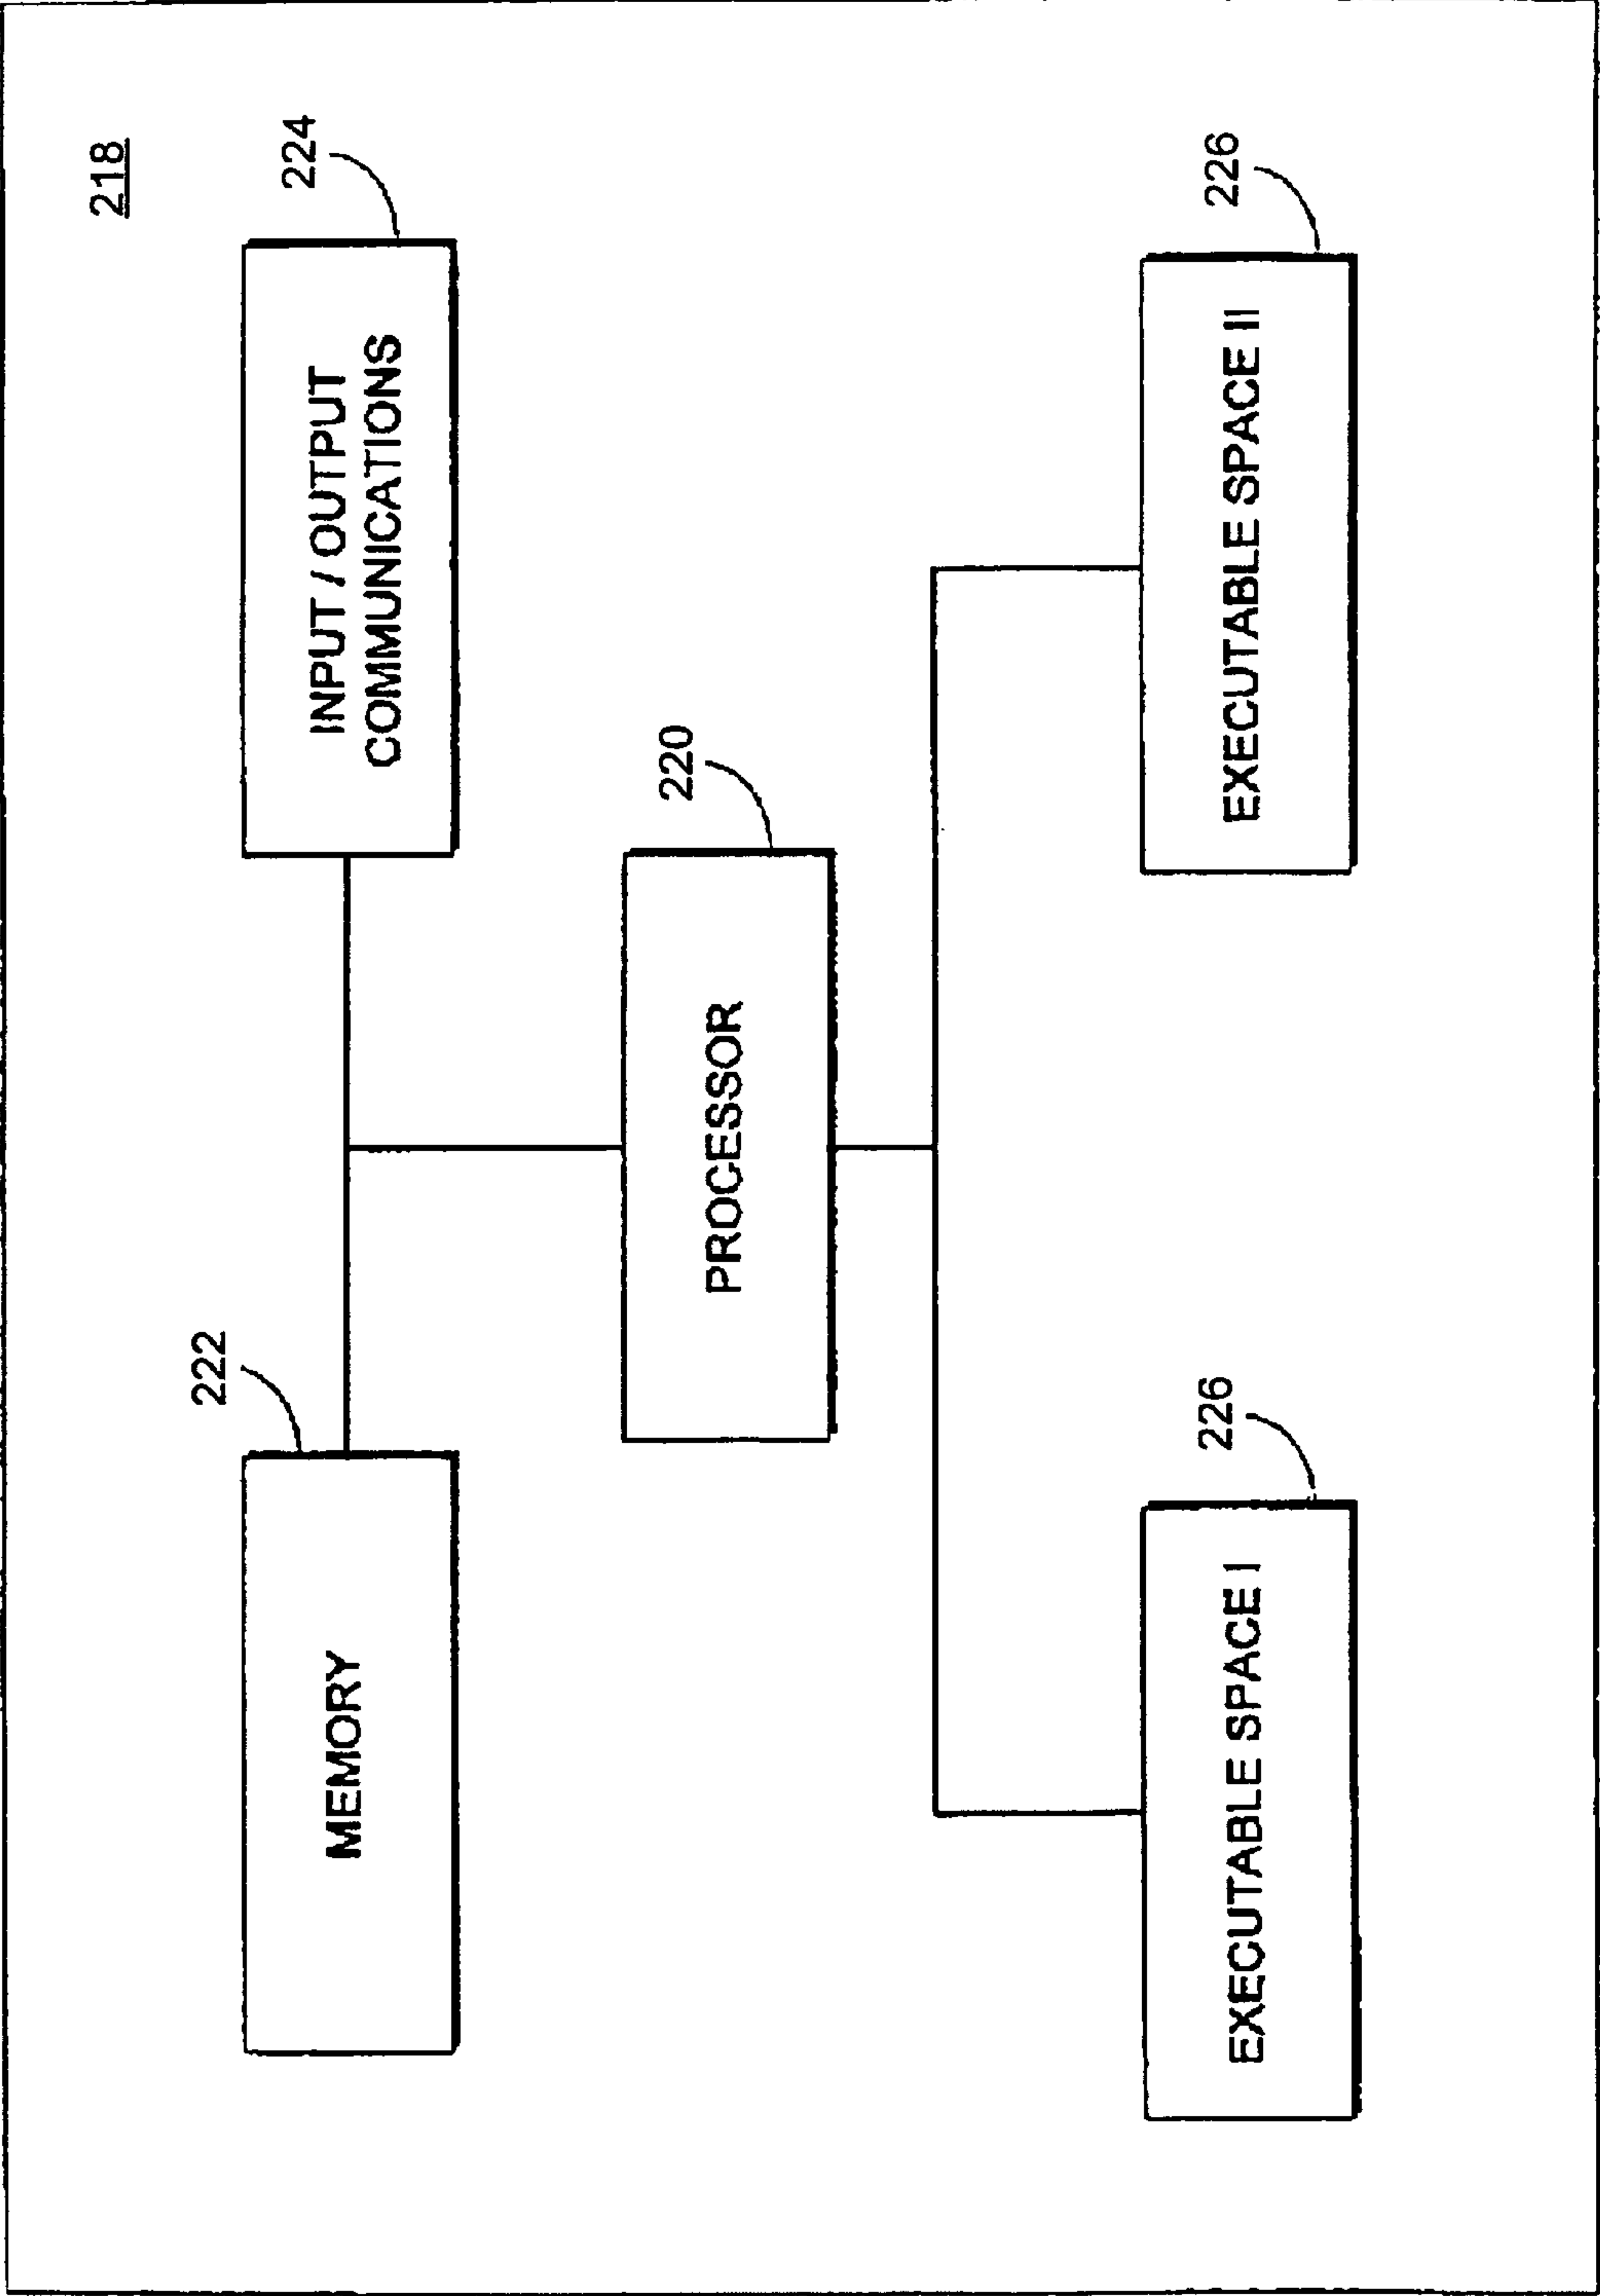 218
222
224
MEMORY
INPUT / OUTPUT
COMMUNICATIONS
220
PROCESSOR
226
226
EXECUTABLE SPACE I
EXECUTABLE SPACE II